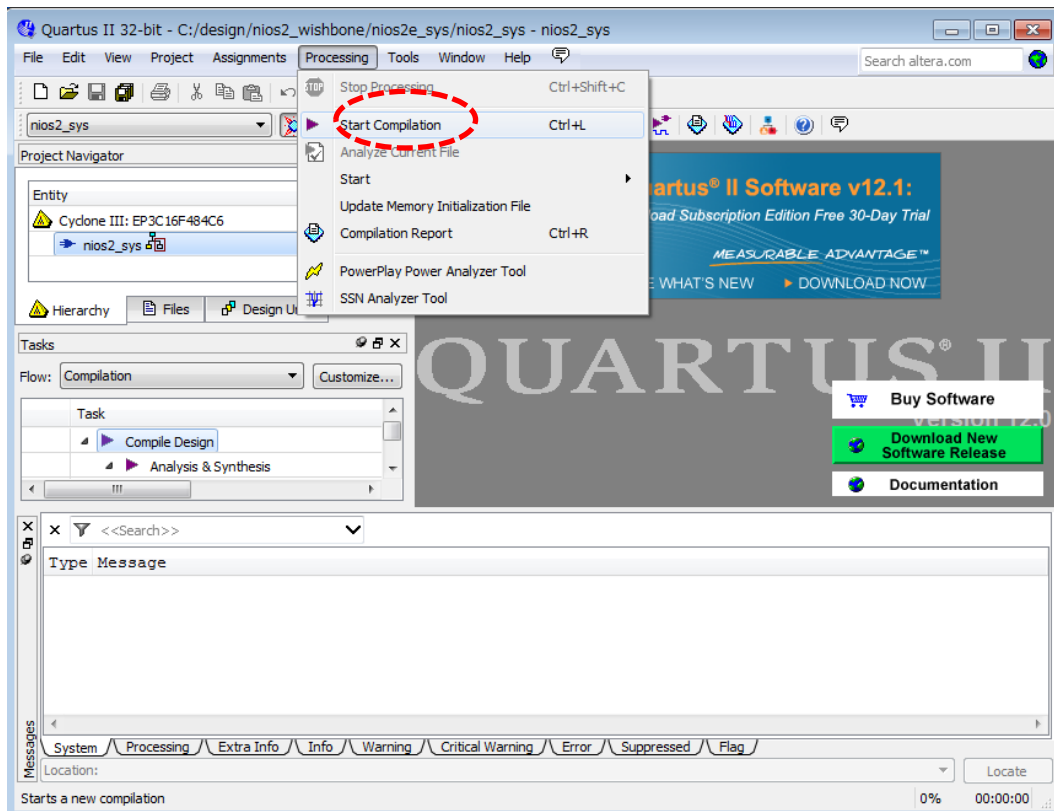 Quartus II 32-bit - C:/design/nios2_wishbone/nios2e_sys/nios2_sys - nios2_sys
File Edit View Project Assignments Processing Tools Window Help
Search altera.com
nios2_sys
Stop Processing Ctrl+Shift+C
Start Compilation Ctrl+L
Analyze Current File
Start
Update Memory Initialization File
Compilation Report Ctrl+R
PowerPlay Power Analyzer Tool
SSN Analyzer Tool
Project Navigator
Entity
Cyclone III: EP3C16F484C6
nios2_sys
Hierarchy Files Design U
artus® II Software v12.1:
oad Subscription Edition Free 30-Day Trial
MEASURABLE ADVANTAGE™
E WHAT'S NEW DOWNLOAD NOW
Tasks
Flow: Compilation Customize...
Task
Compile Design
Analysis & Synthesis
QUARTUS® II
Version 12.0
Buy Software
Download New
Software Release
Documentation
<<Search>>
Type Message
System Processing Extra Info Info Warning Critical Warning Error Suppressed Flag
Messages
Location: Locate
Starts a new compilation 0% 00:00:00